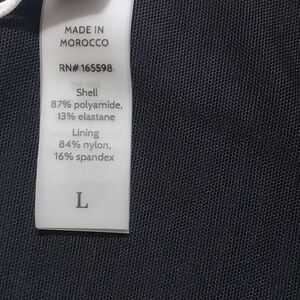 MADE IN
MOROCCO
RN# 165598
Shell
87% polyamide,
13% elastane
Lining
84% nylon,
16% spandex
L